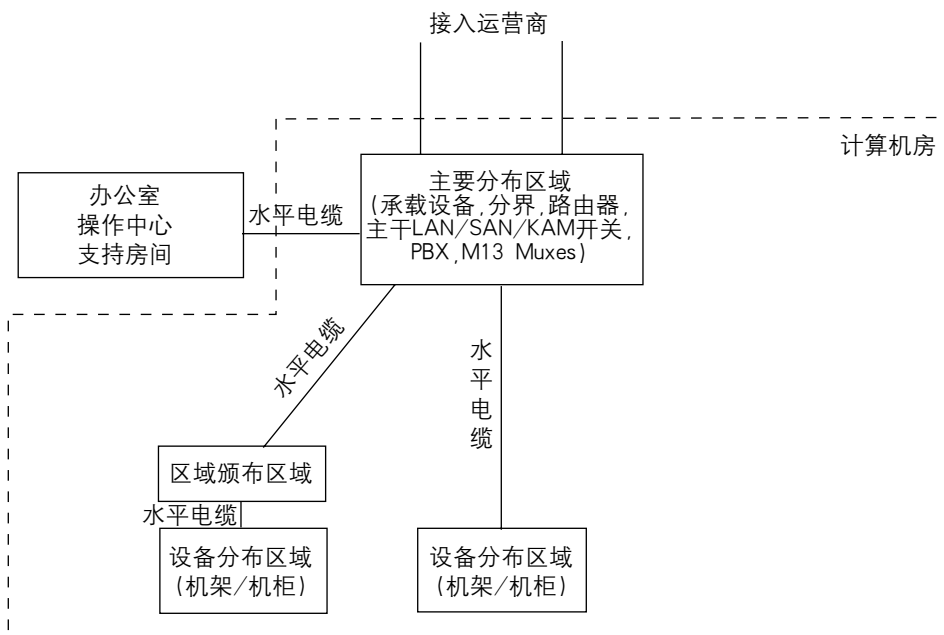 接入运营商
计算机房
主要分布区域
(承载设备,分界,路由器,
主干LAN/SAN/KAM开关,
PBX,M13 Muxes)
办公室
操作中心
支持房间
水平电缆
水平电缆
水平电缆
区域颁布区域
水平电缆
设备分布区域
(机架/机柜)
设备分布区域
(机架/机柜)